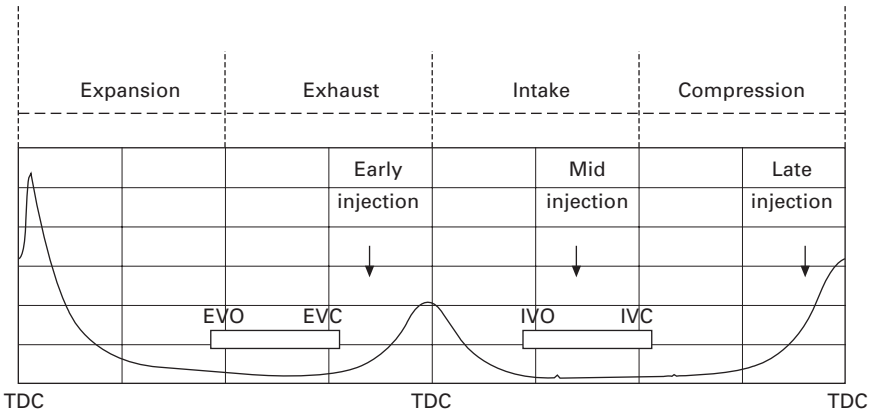 Expansion Exhaust Intake Compression
Early Mid Late
injection injection injection
EVO EVC IVO IVC
TDC TDC TDC